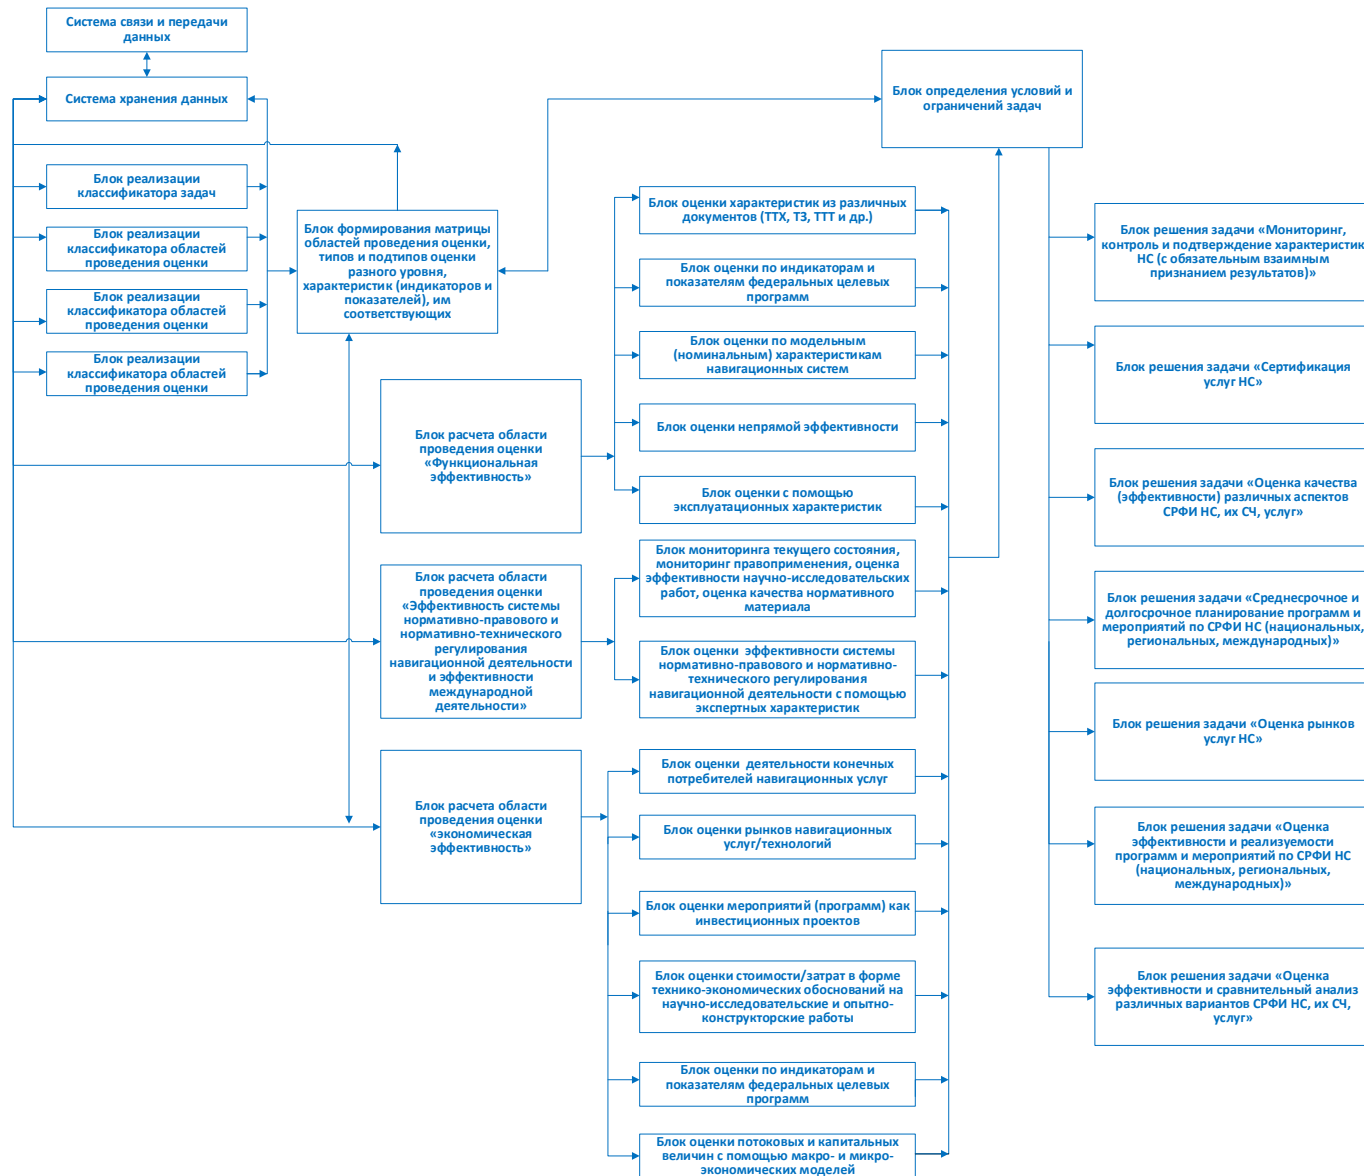 Система связи и передачи
данных
Система хранения данных
Блок реализации
классификатора задач
Блок реализации
классификатора областей
проведения оценки
Блок реализации
классификатора областей
проведения оценки
Блок реализации
классификатора областей
проведения оценки
Блок формирования матрицы
областей проведения оценки,
типов и подтипов оценки
разного уровня,
характеристик (индикаторов и
показателей), им
соответствующих
Блок расчета области
проведения оценки
«Функциональная
эффективность»
Блок расчета области
проведения оценки
«Эффективность системы
нормативно-правового и
нормативно-технического
регулирования
навигационной деятельности
и эффективности
международной
деятельности»
Блок расчета области
проведения оценки
«экономическая
эффективность»
Блок оценки характеристик из различных
документов (ТТХ, ТЗ, ТТТ и др.)
Блок оценки по индикаторам и
показателям федеральных целевых
программ
Блок оценки по модельным
(номинальным) характеристикам
навигационных систем
Блок оценки непрямой эффективности
Блок оценки с помощью
эксплуатационных характеристик
Блок мониторинга текущего состояния,
мониторинг правоприменения, оценка
эффективности научно-исследовательских
работ, оценка качества нормативного
материала
Блок оценки эффективности системы
нормативно-правового и нормативно-
технического регулирования
навигационной деятельности с помощью
экспертных характеристик
Блок оценки деятельности конечных
потребителей навигационных услуг
Блок оценки рынков навигационных
услуг/технологий
Блок оценки мероприятий (программ) как
инвестиционных проектов
Блок оценки стоимости/затрат в форме
технико-экономических обоснований на
научно-исследовательские и опытно-
конструкторские работы
Блок оценки по индикаторам и
показателям федеральных целевых
программ
Блок оценки потоковых и капитальных
величин с помощью макро- и микро-
экономических моделей
Блок определения условий и
ограничений задач
Блок решения задачи «Мониторинг,
контроль и подтверждение характеристик
НС (с обязательным взаимным
признанием результатов)»
Блок решения задачи «Сертификация
услуг НС»
Блок решения задачи «Оценка качества
(эффективности) различных аспектов
СРФИ НС, их СЧ, услуг»
Блок решения задачи «Среднесрочное и
долгосрочное планирование программ и
мероприятий по СРФИ НС (национальных,
региональных, международных)»
Блок решения задачи «Оценка рынков
услуг НС»
Блок решения задачи «Оценка
эффективности и реализуемости
программ и мероприятий по СРФИ НС
(национальных, региональных,
международных)»
Блок решения задачи «Оценка
эффективности и сравнительный анализ
различных вариантов СРФИ НС, их СЧ,
услуг»